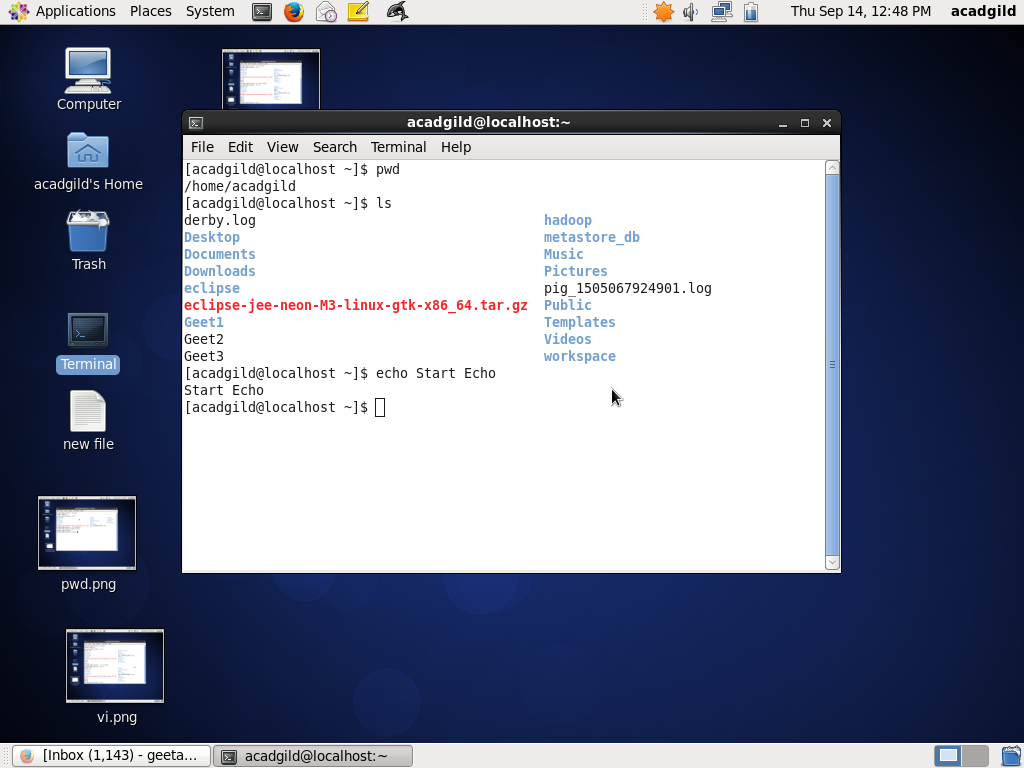 Applications Places System Thu Sep 14, 12:48 PM acadgild
Computer
acadgild's Home
Trash
Terminal
new file
pwd.png
vi.png
acadgild@localhost:~
File Edit View Search Terminal Help
[acadgild@localhost ~]$ pwd
/home/acadgild
[acadgild@localhost ~]$ ls
derby.log hadoop
Desktop metastore_db
Documents Music
Downloads Pictures
eclipse pig_1505067924901.log
eclipse-jee-neon-M3-linux-gtk-x86_64.tar.gz Public
Geet1 Templates
Geet2 Videos
Geet3 workspace
[acadgild@localhost ~]$ echo Start Echo
Start Echo
[acadgild@localhost ~]$
[Inbox (1,143) - geeta... acadgild@localhost:~